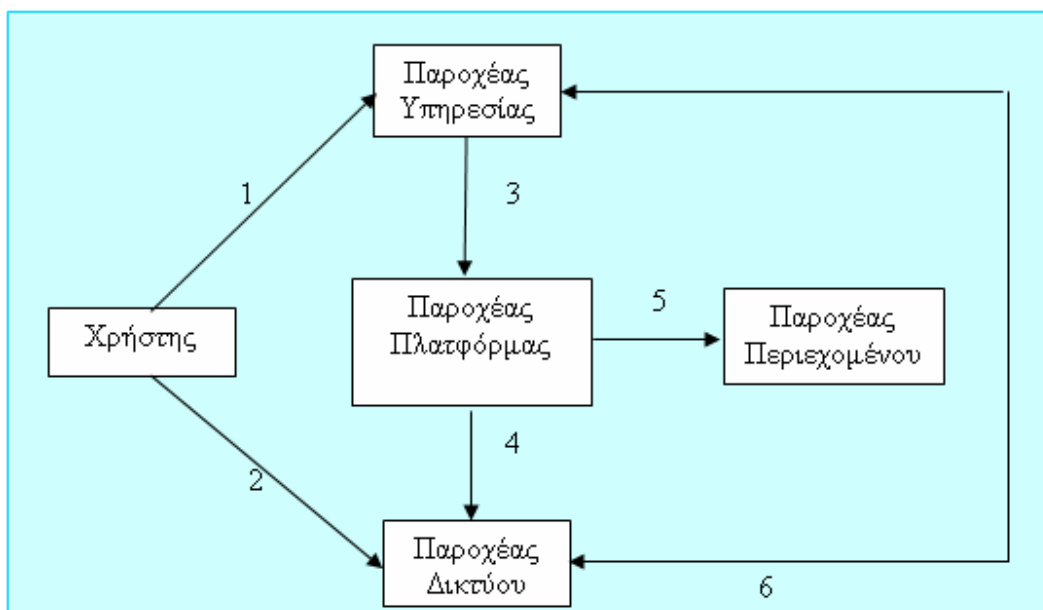 Παροχέας
Υπηρεσίας
1
3
Παροχέας
Πλατφόρμας
5
Παροχέας
Περιεχομένου
Χρήστης
4
2
Παροχέας
Δικτύου
6